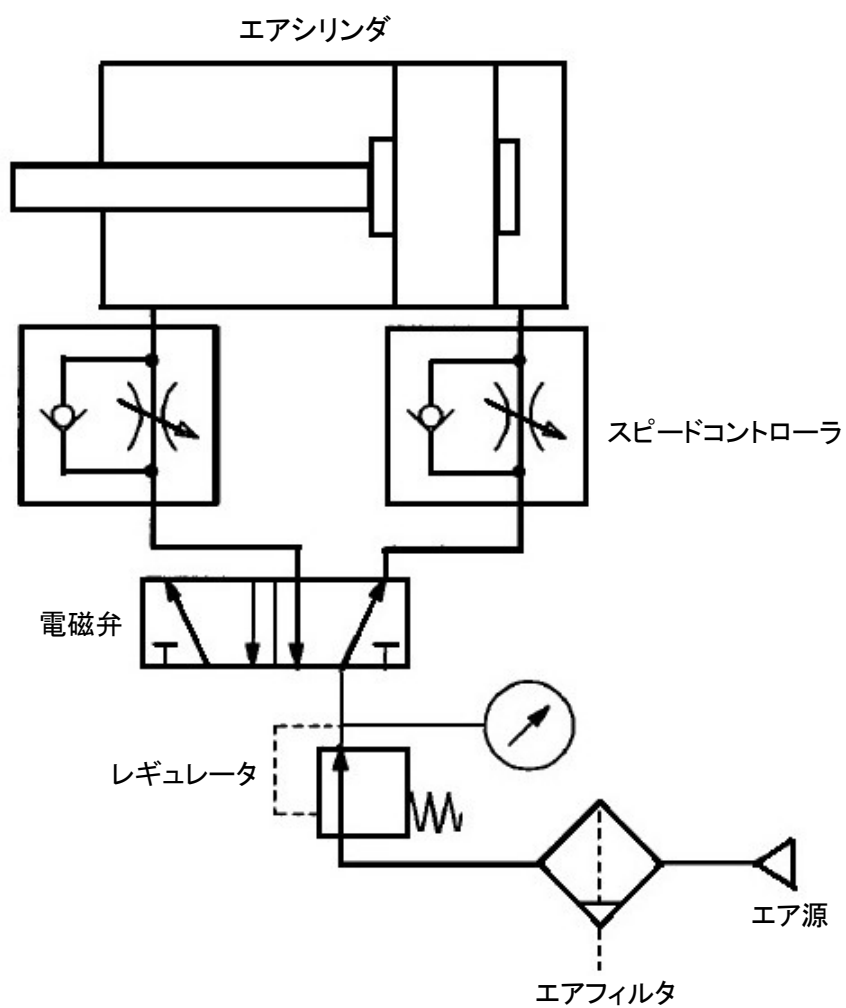 エアシリンダ
スピードコントローラ
電磁弁
レギュレータ
エア源
エアフィルタ